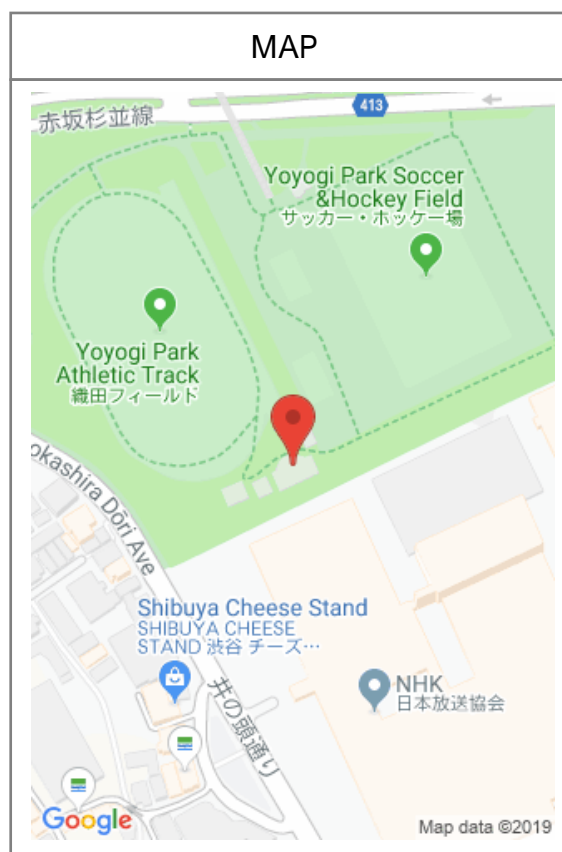 MAP
赤坂杉並線
413
Yoyogi Park Soccer
&Hockey Field
サッカー・ホッケー場
Yoyogi Park
Athletic Track
織田フィールド
okashira Dōri Ave
Shibuya Cheese Stand
SHIBUYA CHEESE
STAND 渋谷 チーズ…
NHK
日本放送協会
井の頭通り
Google
Map data ©2019